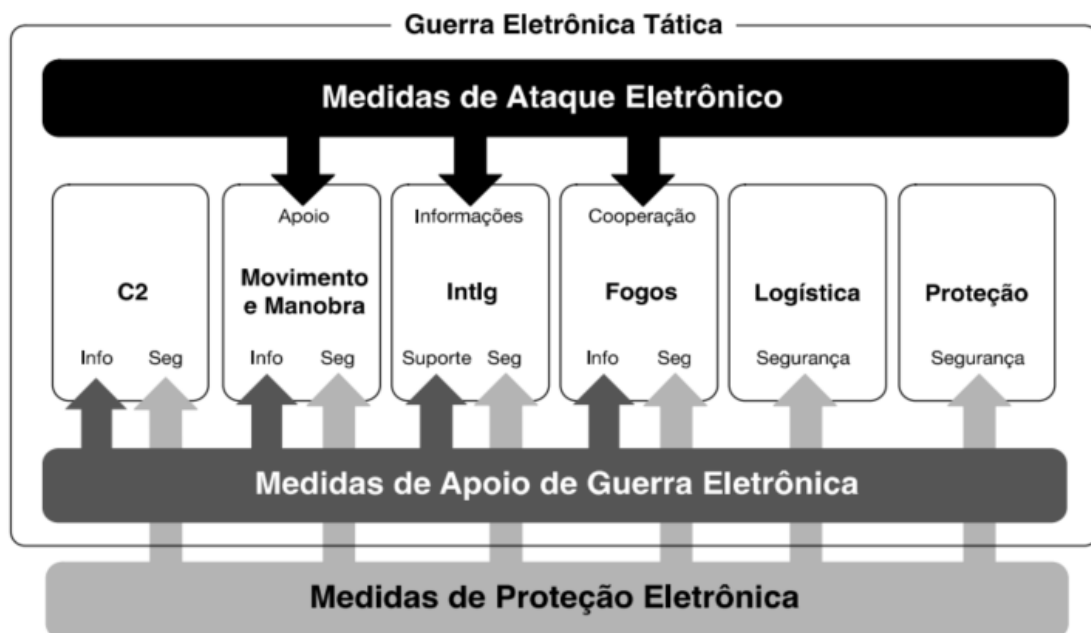 Guerra Eletrônica Tática
Medidas de Ataque Eletrônico
Apoio
Informações
Cooperação
C2
Movimento
e Manobra
Intlg
Fogos
Logística
Proteção
Info
Seg
Info
Seg
Suporte
Seg
Info
Seg
Segurança
Segurança
Medidas de Apoio de Guerra Eletrônica
Medidas de Proteção Eletrônica